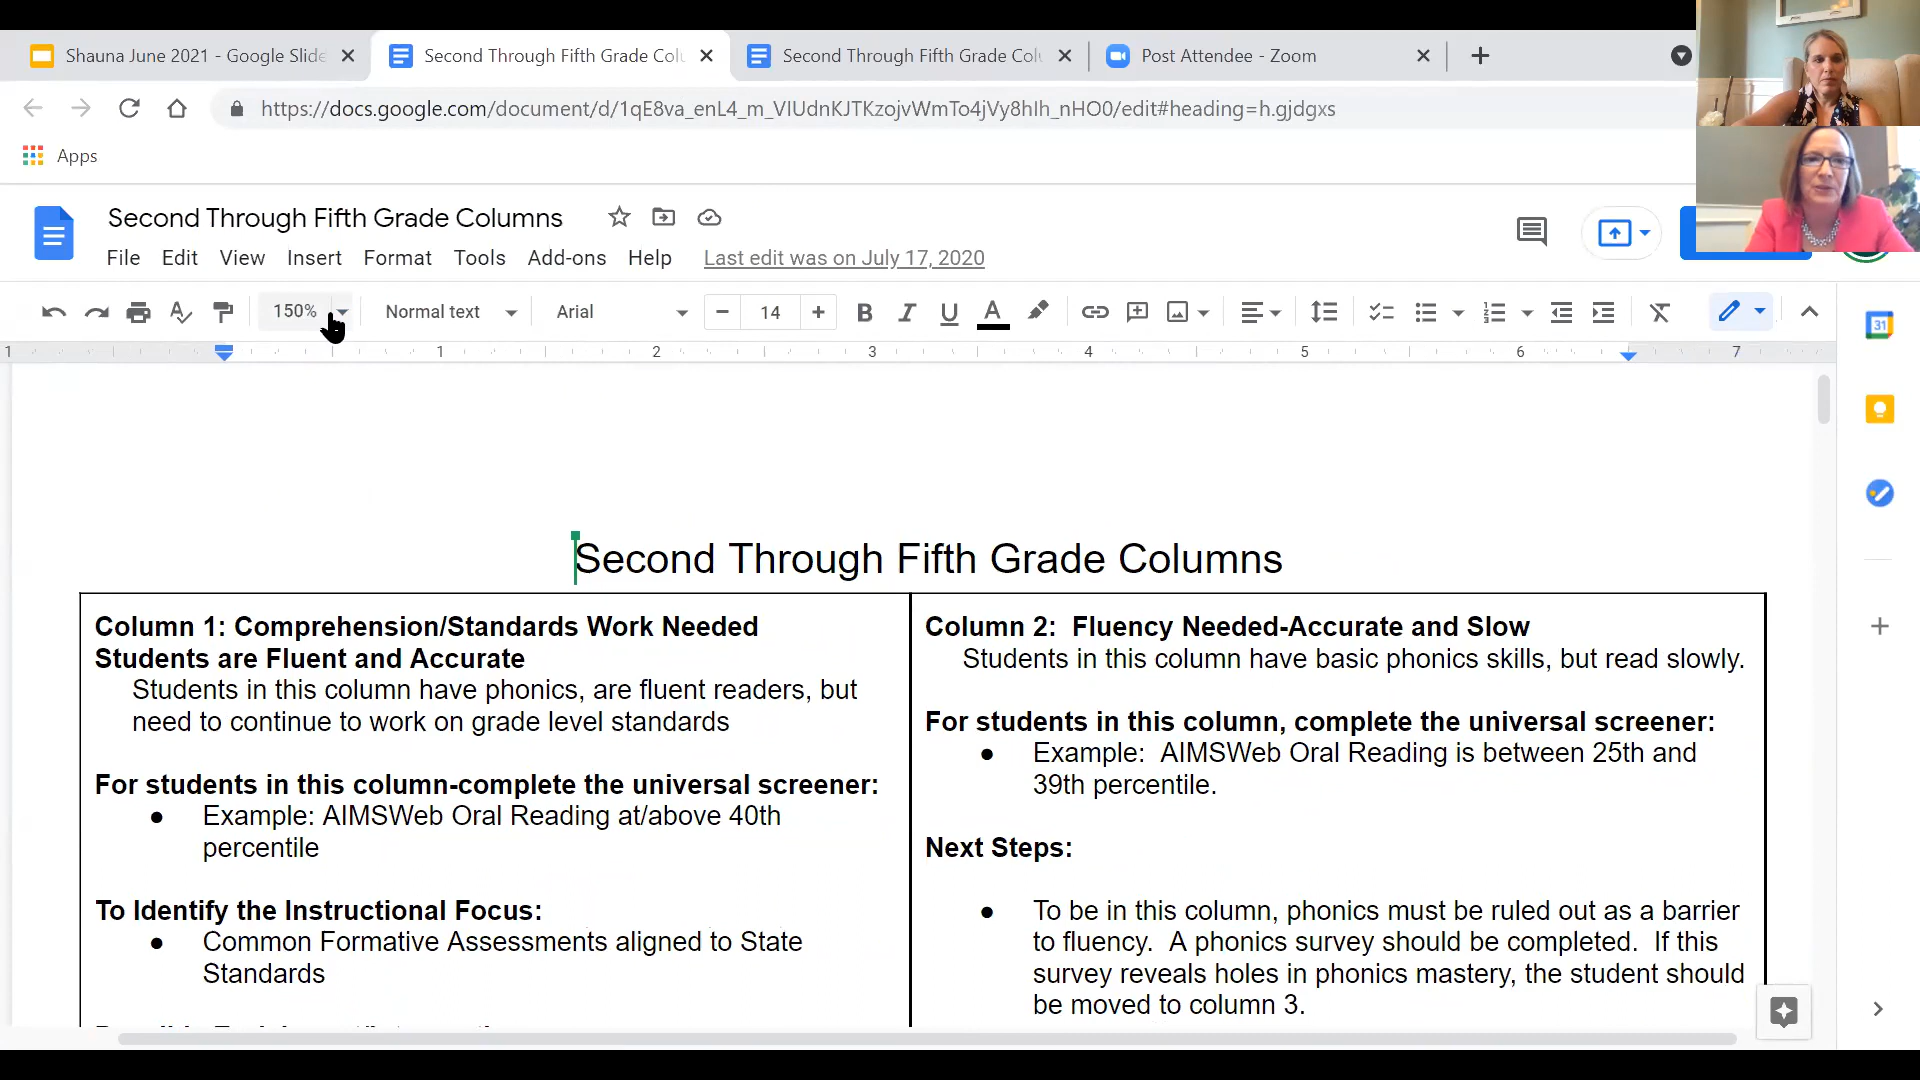 Shauna June 2021 - Google Slide
Second Through Fifth Grade Colu
Second Through Fifth Grade Colu
Post Attendee - Zoom
https://docs.google.com/document/d/1qE8va_enL4_m_VIUdnKJTKzojvWmTo4jVy8hIh_nHO0/edit#heading=h.gjdgxs
Apps
Second Through Fifth Grade Columns
File Edit View Insert Format Tools Add-ons Help Last edit was on July 17, 2020
150% Normal text Arial 14 B I U A
31
1 1 2 3 4 5 6 7
Second Through Fifth Grade Columns
Column 1: Comprehension/Standards Work Needed
Students are Fluent and Accurate
Students in this column have phonics, are fluent readers, but
need to continue to work on grade level standards
For students in this column-complete the universal screener:
● Example: AIMSWeb Oral Reading at/above 40th
percentile
To Identify the Instructional Focus:
● Common Formative Assessments aligned to State
Standards
Column 2:  Fluency Needed-Accurate and Slow
Students in this column have basic phonics skills, but read slowly.
For students in this column, complete the universal screener:
● Example:  AIMSWeb Oral Reading is between 25th and
39th percentile.
Next Steps:
● To be in this column, phonics must be ruled out as a barrier
to fluency.  A phonics survey should be completed.  If this
survey reveals holes in phonics mastery, the student should
be moved to column 3.